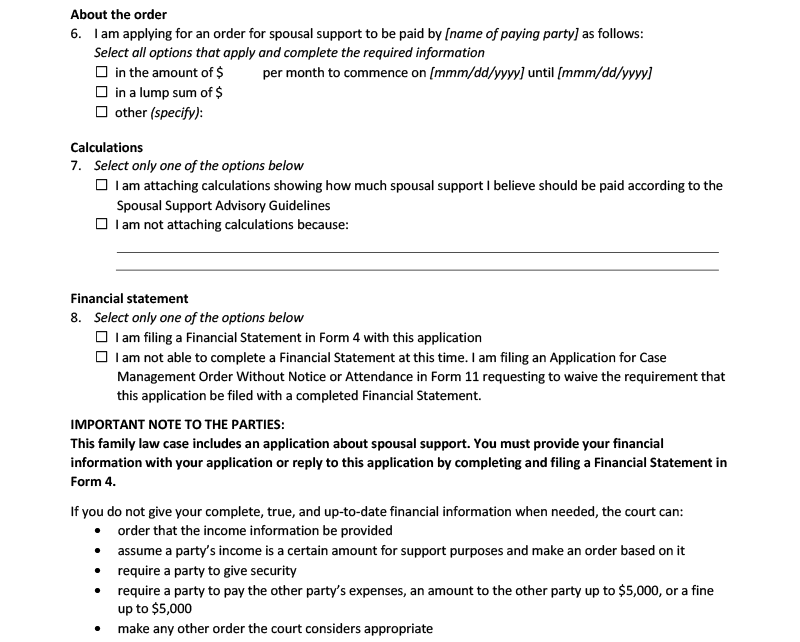 About the order
6. I am applying for an order for spousal support to be paid by [name of paying party] as follows:
Select all options that apply and complete the required information
☐ in the amount of $ per month to commence on [mmm/dd/yyyy] until [mmm/dd/yyyy]
☐ in a lump sum of $
☐ other (specify):
Calculations
7. Select only one of the options below
☐ I am attaching calculations showing how much spousal support I believe should be paid according to the
Spousal Support Advisory Guidelines
☐ I am not attaching calculations because:
Financial statement
8. Select only one of the options below
☐ I am filing a Financial Statement in Form 4 with this application
☐ I am not able to complete a Financial Statement at this time. I am filing an Application for Case
Management Order Without Notice or Attendance in Form 11 requesting to waive the requirement that
this application be filed with a completed Financial Statement.
IMPORTANT NOTE TO THE PARTIES:
This family law case includes an application about spousal support. You must provide your financial
information with your application or reply to this application by completing and filing a Financial Statement in
Form 4.
If you do not give your complete, true, and up-to-date financial information when needed, the court can:
• order that the income information be provided
• assume a party's income is a certain amount for support purposes and make an order based on it
• require a party to give security
• require a party to pay the other party's expenses, an amount to the other party up to $5,000, or a fine
up to $5,000
• make any other order the court considers appropriate